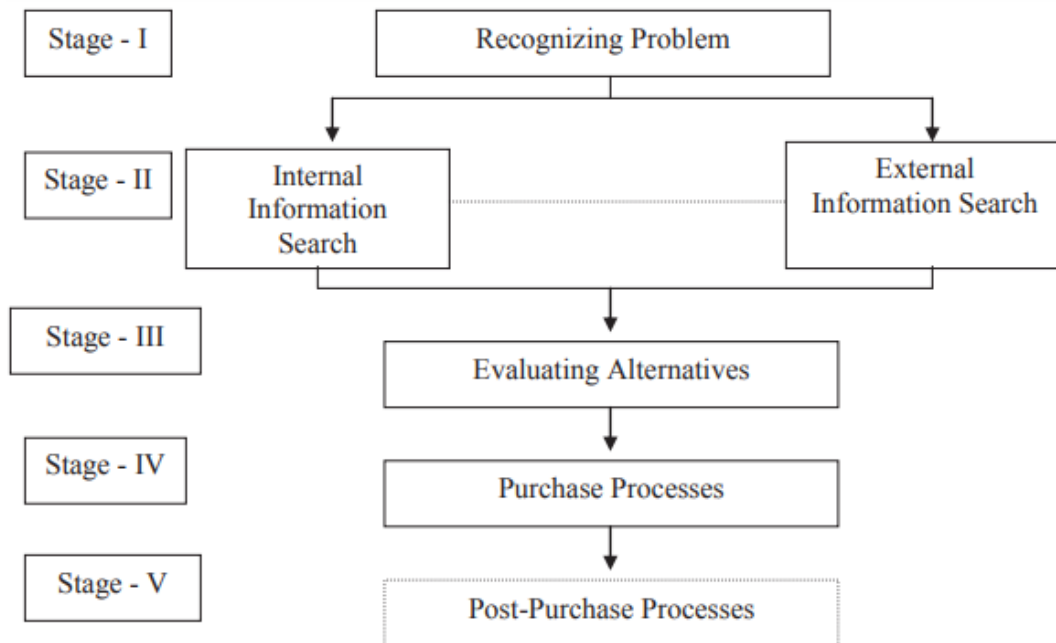 Stage - I
Recognizing Problem
Stage - II
Internal
Information
Search
External
Information Search
Stage - III
Evaluating Alternatives
Stage - IV
Purchase Processes
Stage - V
Post-Purchase Processes